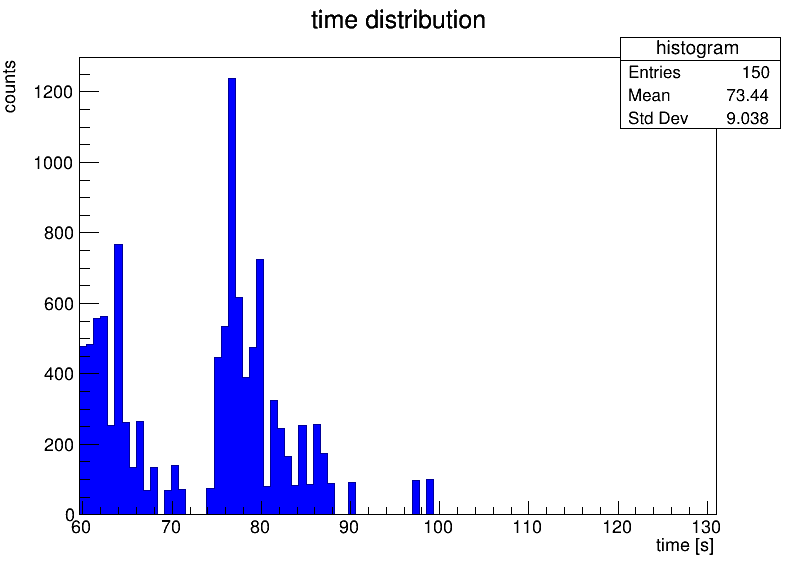 time distribution
histogram
Entries 150
Mean 73.44
Std Dev 9.038
counts
1200
1000
800
600
400
200
0
60 70 80 90 100 110 120 130
time [s]